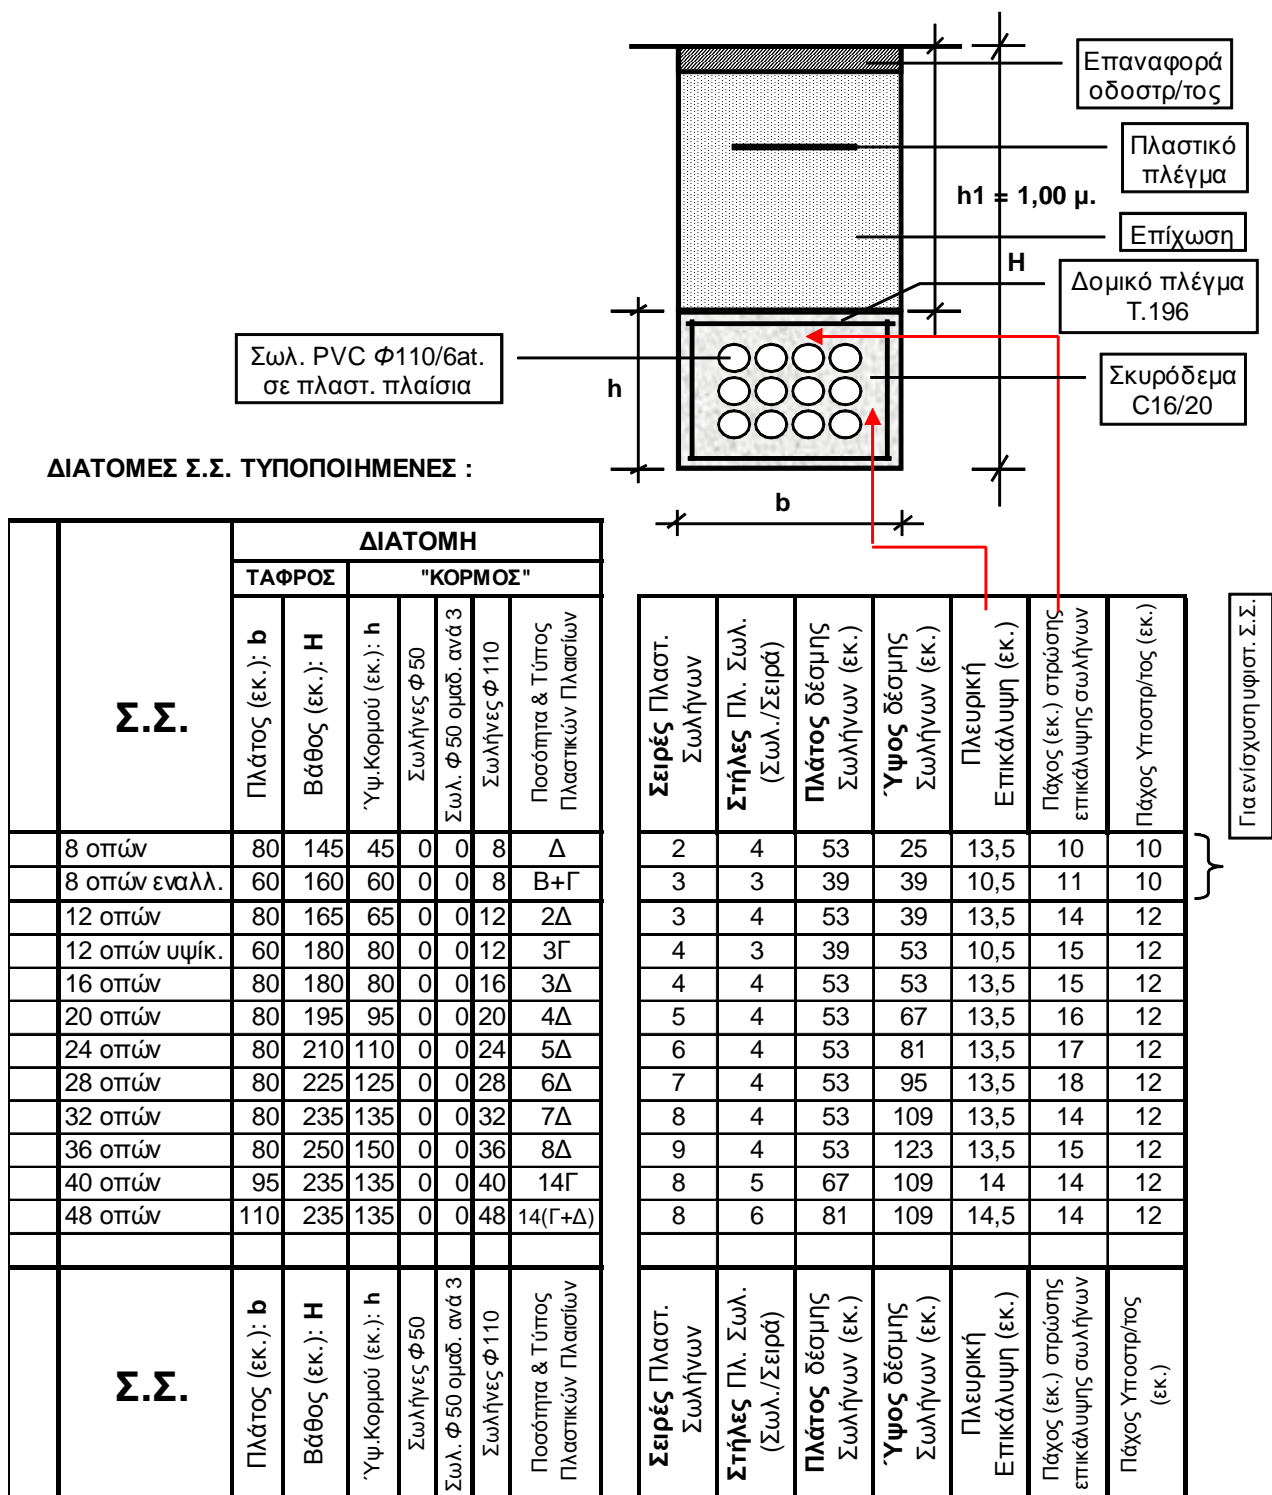 Επαναφορά
οδοστρ/τος
Πλαστικό
πλέγμα
h1 = 1,00 μ.
Επίχωση
H
Δομικό πλέγμα
Τ.196
Σωλ. PVC Φ110/6at.
σε πλαστ. πλαίσια
h
Σκυρόδεμα
C16/20
ΔΙΑΤΟΜΕΣ Σ.Σ. ΤΥΠΟΠΟΙΗΜΕΝΕΣ :
b
ΔΙΑΤΟΜΗ
ΤΑΦΡΟΣ "ΚΟΡΜΟΣ"
Σ.Σ.
Πλάτος (εκ.): b
Βάθος (εκ.): H
Ύψ.Κορμού (εκ.): h
Σωλήνες Φ50
Σωλ. Φ50 ομαδ. ανά 3
Σωλήνες Φ110
Ποσότητα & Τύπος
Πλαστικών Πλαισίων
Σειρές Πλαστ.
Σωλήνων
Στήλες Πλ. Σωλ.
(Σωλ./Σειρά)
Πλάτος δέσμης
Σωλήνων (εκ.)
Ύψος δέσμης
Σωλήνων (εκ.)
Πλευρική
Επικάλυψη (εκ.)
Πάχος (εκ.) στρώσης
επικάλυψης σωλήνων
Πάχος Υποστρ/τος (εκ.)
Για ενίσχυση υφιστ. Σ.Σ.
8 οπών 80 145 45 0 0 8 Δ 2 4 53 25 13,5 10 10
8 οπών εναλλ. 60 160 60 0 0 8 Β+Γ 3 3 39 39 10,5 11 10
12 οπών 80 165 65 0 0 12 2Δ 3 4 53 39 13,5 14 12
12 οπών υψίκ. 60 180 80 0 0 12 3Γ 4 3 39 53 10,5 15 12
16 οπών 80 180 80 0 0 16 3Δ 4 4 53 53 13,5 15 12
20 οπών 80 195 95 0 0 20 4Δ 5 4 53 67 13,5 16 12
24 οπών 80 210 110 0 0 24 5Δ 6 4 53 81 13,5 17 12
28 οπών 80 225 125 0 0 28 6Δ 7 4 53 95 13,5 18 12
32 οπών 80 235 135 0 0 32 7Δ 8 4 53 109 13,5 14 12
36 οπών 80 250 150 0 0 36 8Δ 9 4 53 123 13,5 15 12
40 οπών 95 235 135 0 0 40 14Γ 8 5 67 109 14 14 12
48 οπών 110 235 135 0 0 48 14(Γ+Δ) 8 6 81 109 14,5 14 12
Σ.Σ.
Πλάτος (εκ.): b
Βάθος (εκ.): H
Ύψ.Κορμού (εκ.): h
Σωλήνες Φ50
Σωλ. Φ50 ομαδ. ανά 3
Σωλήνες Φ110
Ποσότητα & Τύπος
Πλαστικών Πλαισίων
Σειρές Πλαστ.
Σωλήνων
Στήλες Πλ. Σωλ.
(Σωλ./Σειρά)
Πλάτος δέσμης
Σωλήνων (εκ.)
Ύψος δέσμης
Σωλήνων (εκ.)
Πλευρική
Επικάλυψη (εκ.)
Πάχος (εκ.) στρώσης
επικάλυψης σωλήνων
Πάχος Υποστρ/τος
(εκ.)